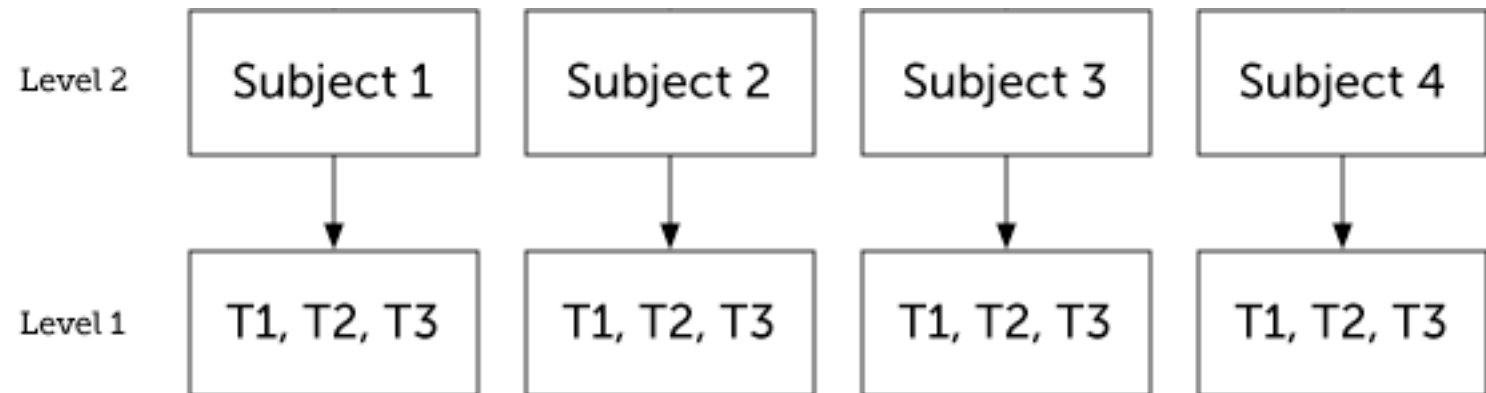 Level 2 Subject 1 Subject 2 Subject 3 Subject 4
Level 1 T1, T2, T3 T1, T2, T3 T1, T2, T3 T1, T2, T3